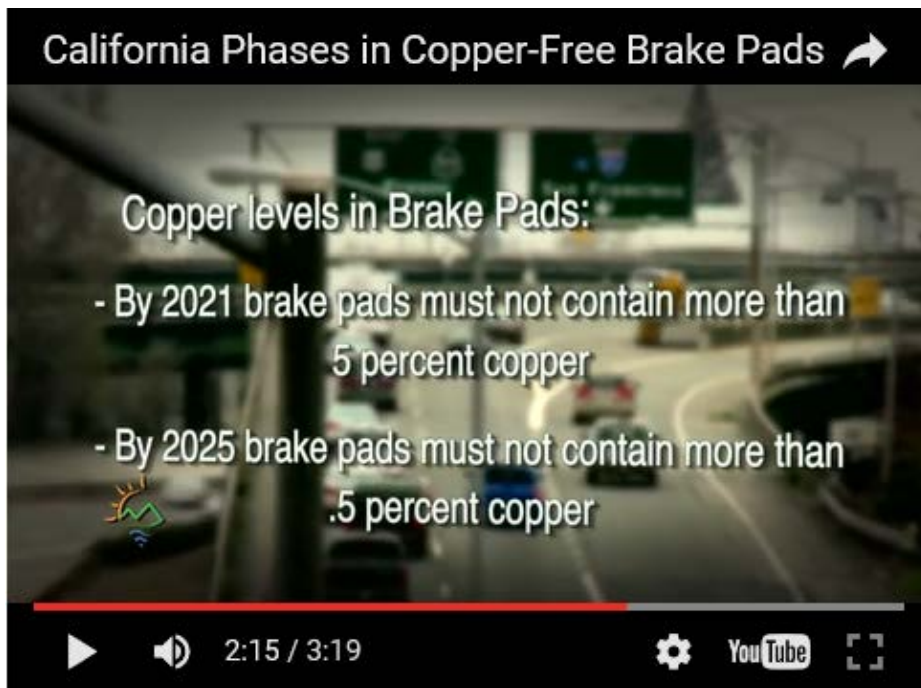 California Phases in Copper-Free Brake Pads
Copper levels in Brake Pads:
- By 2021 brake pads must not contain more than
5 percent copper
- By 2025 brake pads must not contain more than
.5 percent copper
2:15 / 3:19
YouTube